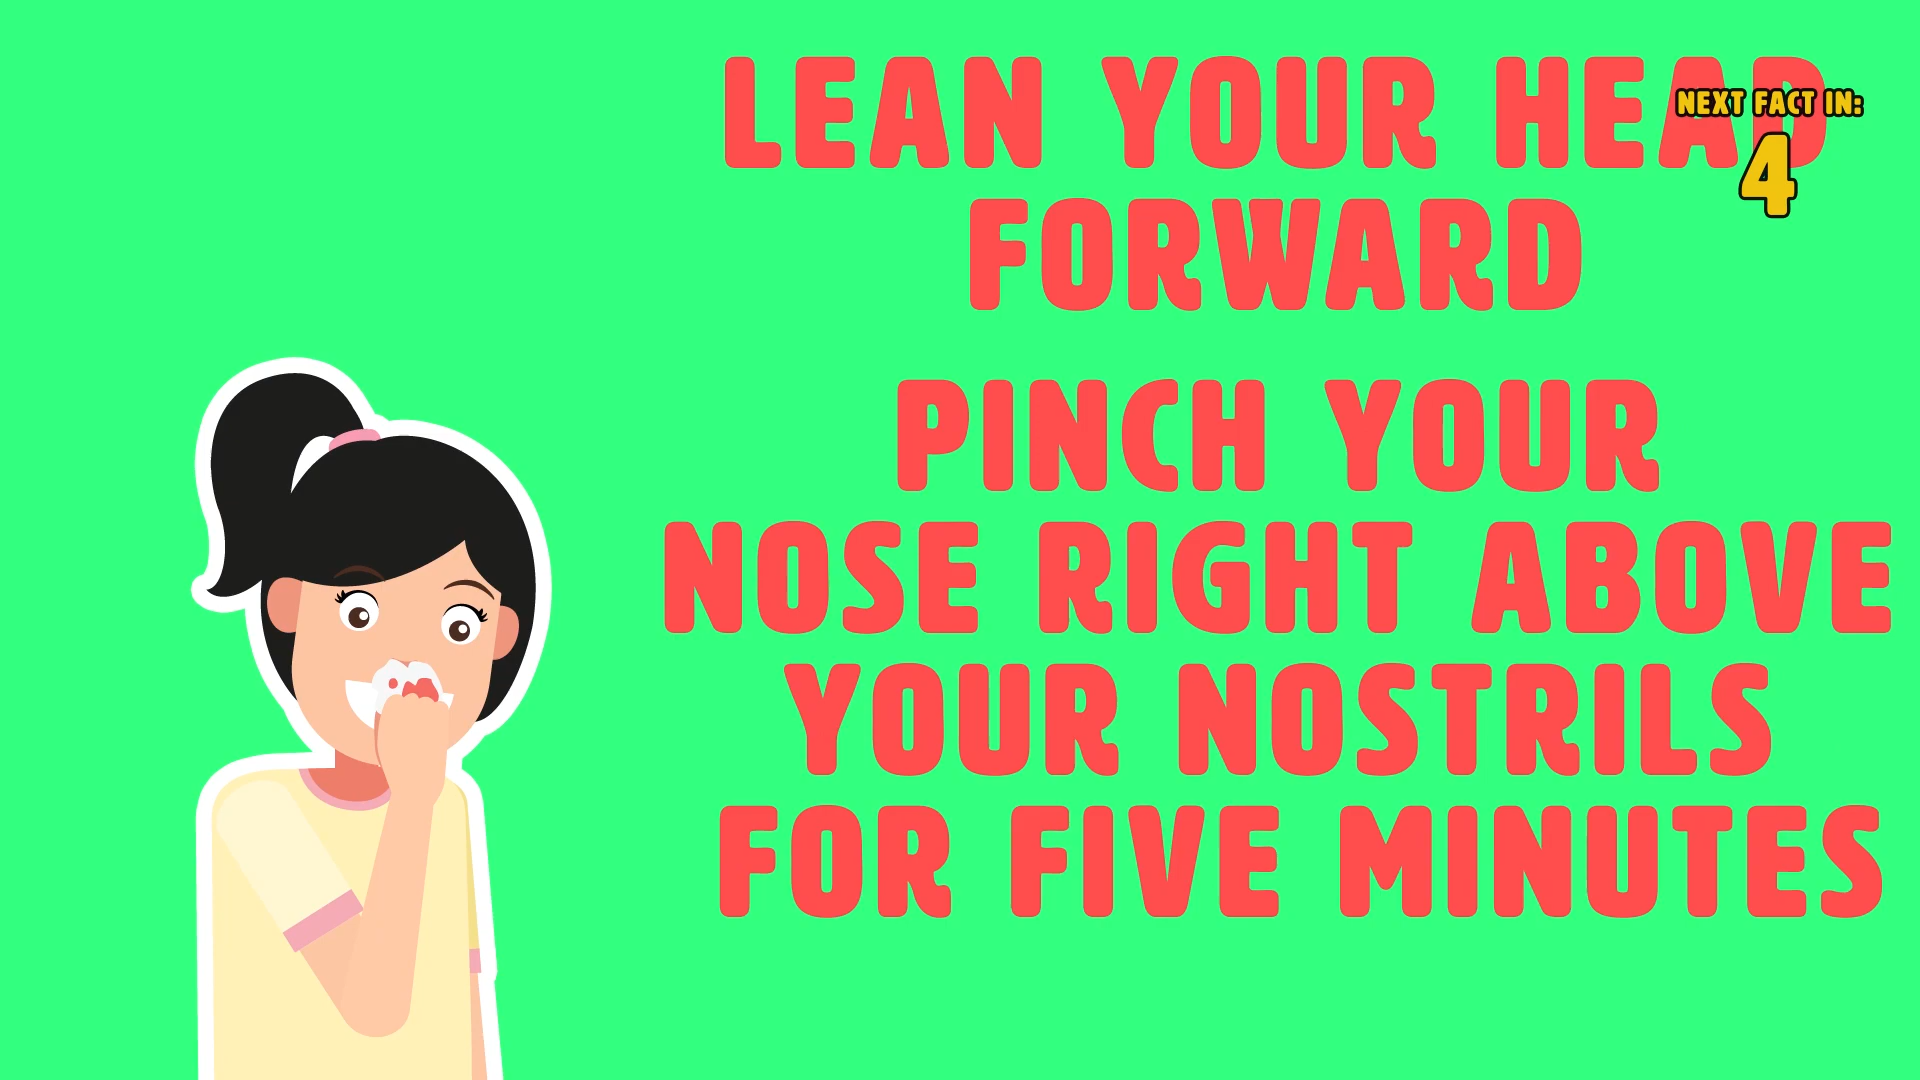 LEAN YOUR HEAD
FORWARD
NEXT FACT IN:
4
PINCH YOUR
NOSE RIGHT ABOVE
YOUR NOSTRILS
FOR FIVE MINUTES